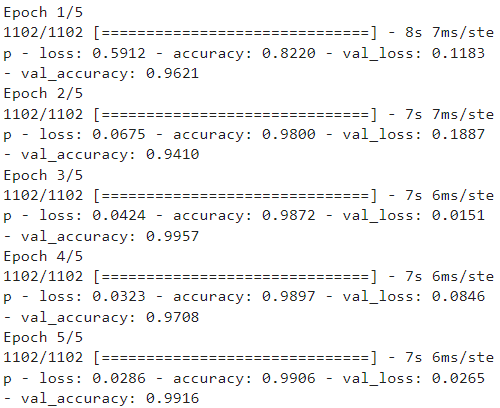 Epoch 1/5
1102/1102 [==============================] - 8s 7ms/ste
p - loss: 0.5912 - accuracy: 0.8220 - val_loss: 0.1183
- val_accuracy: 0.9621
Epoch 2/5
1102/1102 [==============================] - 7s 7ms/ste
p - loss: 0.0675 - accuracy: 0.9800 - val_loss: 0.1887
- val_accuracy: 0.9410
Epoch 3/5
1102/1102 [==============================] - 7s 6ms/ste
p - loss: 0.0424 - accuracy: 0.9872 - val_loss: 0.0151
- val_accuracy: 0.9957
Epoch 4/5
1102/1102 [==============================] - 7s 6ms/ste
p - loss: 0.0323 - accuracy: 0.9897 - val_loss: 0.0846
- val_accuracy: 0.9708
Epoch 5/5
1102/1102 [==============================] - 7s 6ms/ste
p - loss: 0.0286 - accuracy: 0.9906 - val_loss: 0.0265
- val_accuracy: 0.9916